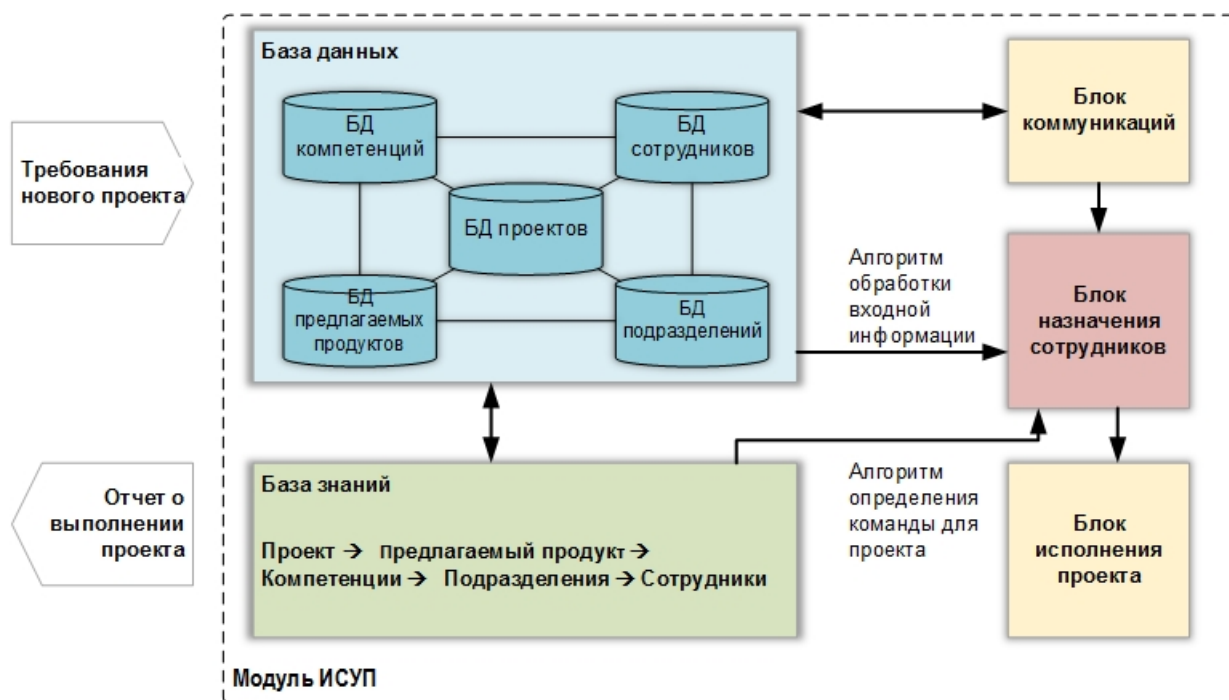 База данных
БД
компетенций
БД
сотрудников
БД проектов
БД
предлагаемых
продуктов
БД
подразделений
Блок
коммуникаций
Требования
нового проекта
Алгоритм
обработки
входной
информации
Блок
назначения
сотрудников
Отчет о
выполнении
проекта
База знаний
Проект → Предлагаемый продукт →
Компетенции → Подразделения → Сотрудники
Алгоритм
определения
команды для
проекта
Блок
исполнения
проекта
Модуль ИСУП